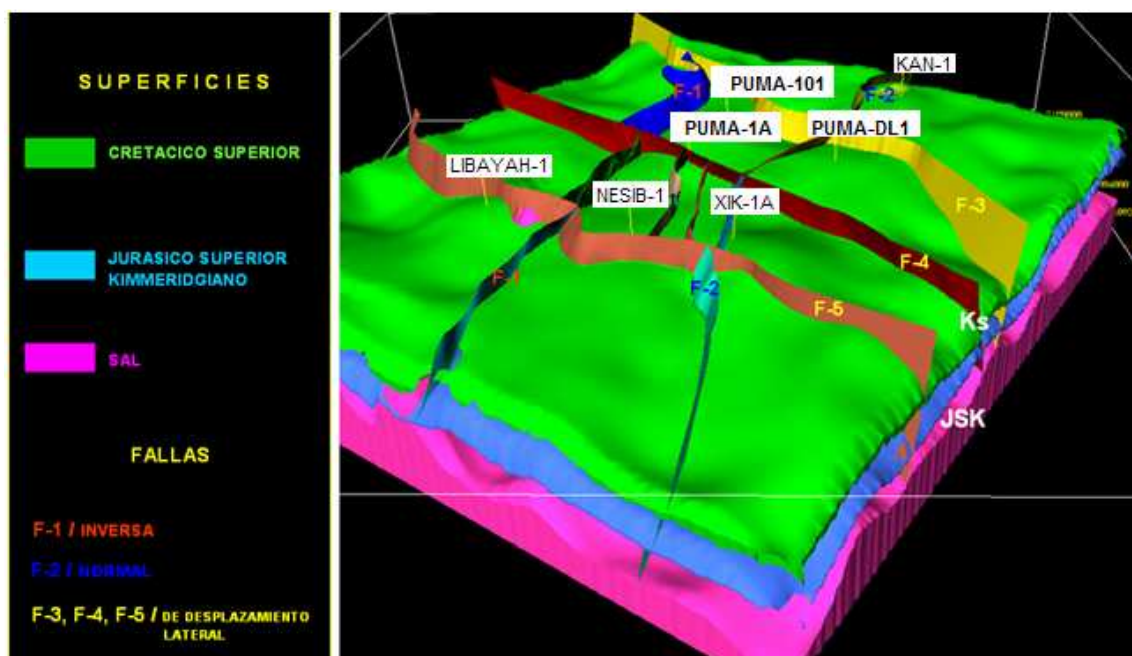 SUPERFICIES
CRETACICO SUPERIOR
JURASICO SUPERIOR
KIMMERIDGIANO
SAL
FALLAS
F-1 / INVERSA
F-2 / NORMAL
F-3, F-4, F-5 / DE DESPLAZAMIENTO
LATERAL
KAN-1
F-1
PUMA-101
F-2
PUMA-1A
PUMA-DL1
LIBAYAH-1
NESIB-1
XIK-1A
F-3
F-4
F-1
F-2
F-5
Ks
JSK